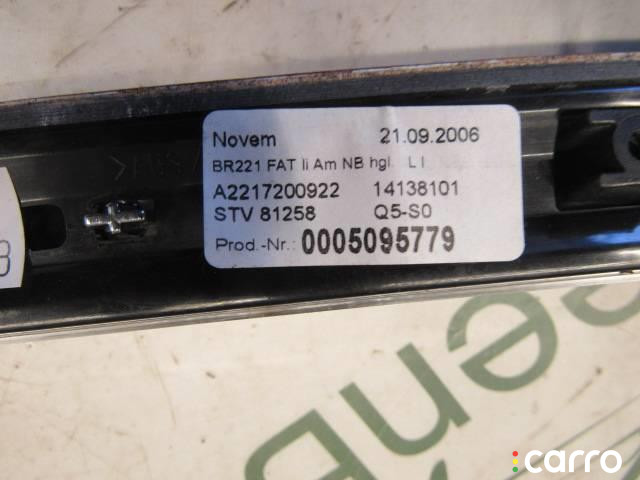 Novem 21.09.2006
BR221 FAT li Am NB hgl. L I
A2217200922 14138101
STV 81258 Q5-S0
Prod.-Nr.: 0005095779
carro